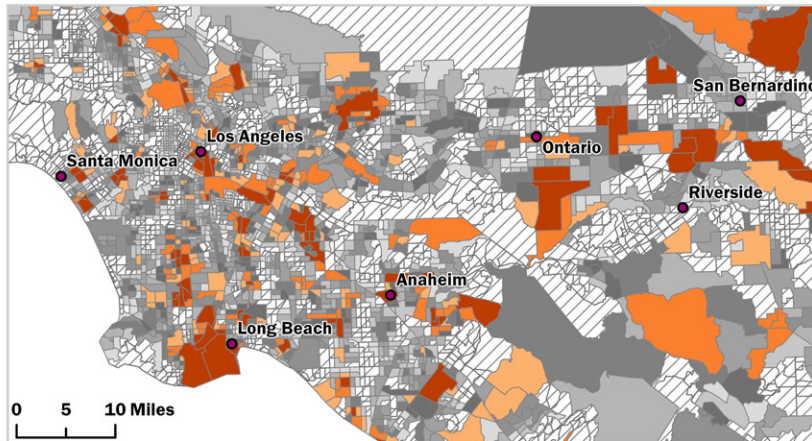 San Bernardino
Los Angeles
Ontario
Santa Monica
Riverside
Anaheim
Long Beach
0 5 10 Miles